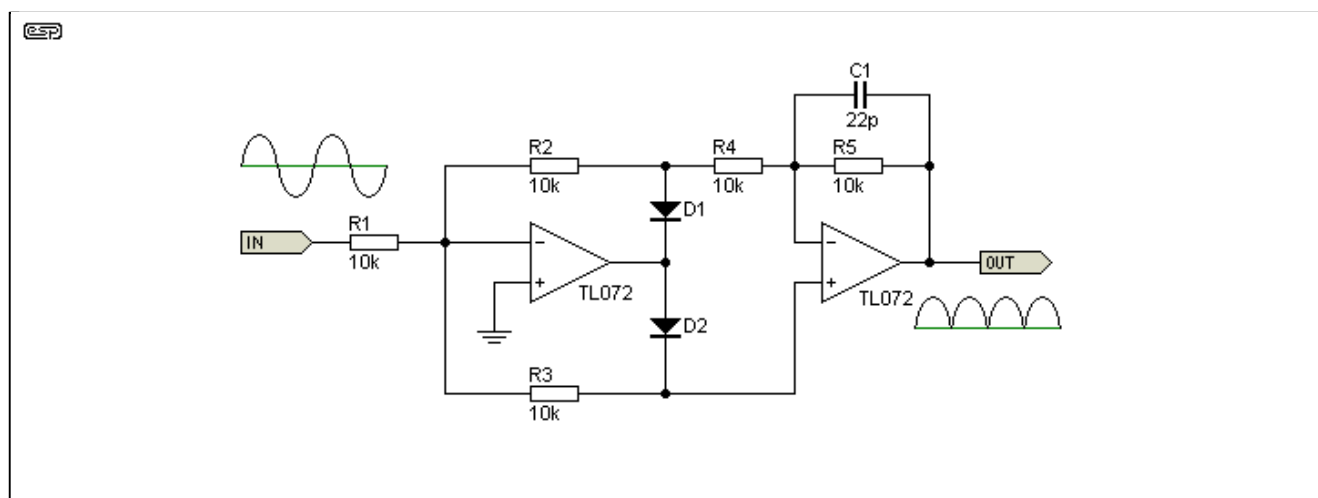 esp
C1
22p
R2
10k
R4
10k
R5
10k
D1
R1
10k
IN
−
+
TL072
−
+
TL072
OUT
D2
R3
10k